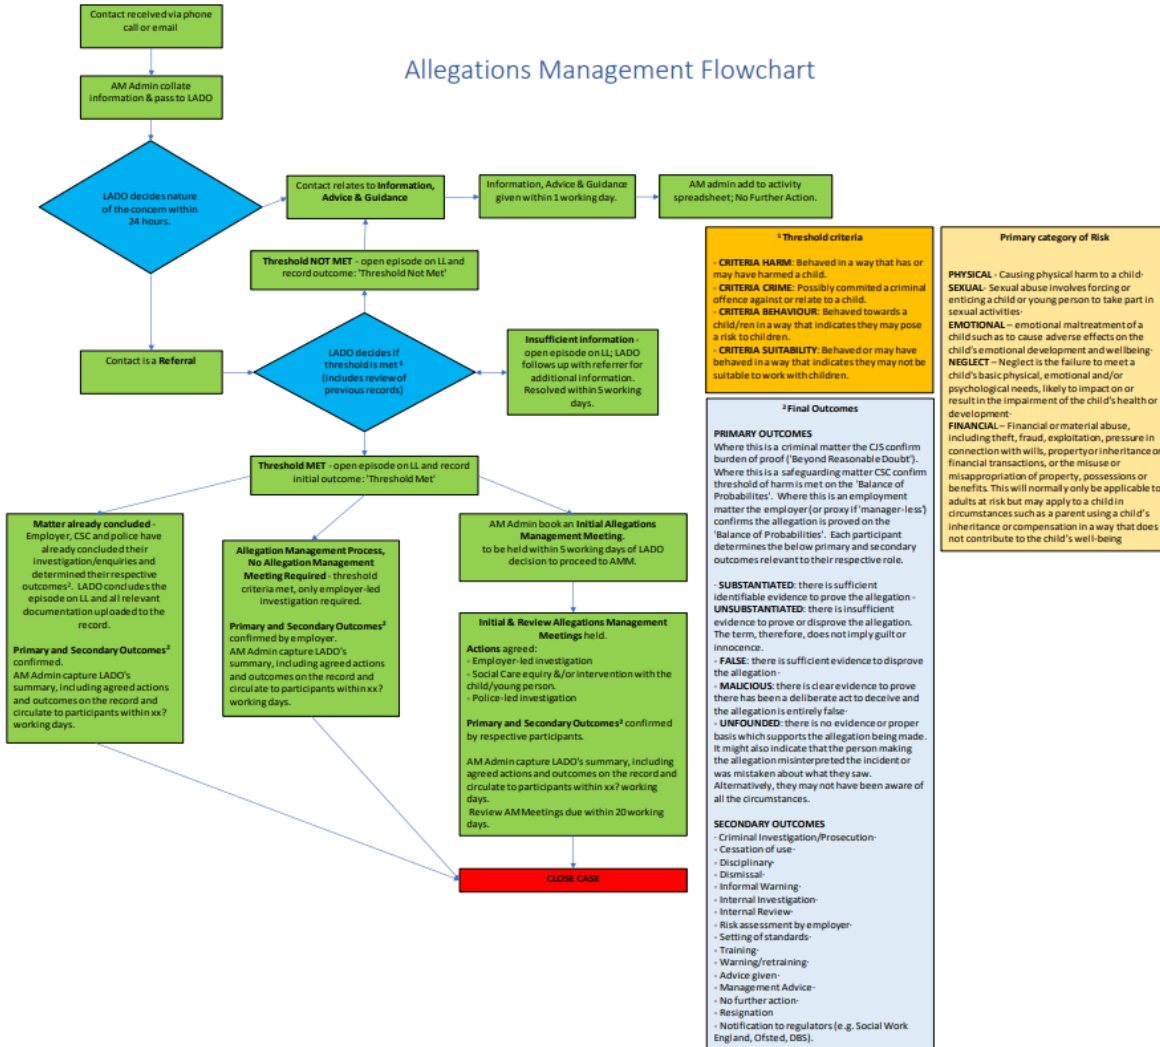 Allegations Management Flowchart
Contact received via phone
call or email
AM Admin collate
information & pass to LADO
LADO decides nature
of the concern within
24 hours.
Contact relates to Information,
Advice & Guidance
Information, Advice & Guidance
given within 1 working day.
AM admin add to activity
spreadsheet; No Further Action.
Threshold NOT MET - open episode on LL and
record outcome: 'Threshold Not Met'
Contact is a Referral
LADO decides if
threshold is met ¹
(includes review of
previous records)
Insufficient information -
open episode on LL; LADO
follows up with referrer for
additional information.
Resolved within 5 working
days.
Threshold MET - open episode on LL and record
initial outcome: 'Threshold Met'
Matter already concluded -
Employer, CSC and police have
already concluded their
investigation/enquiries and
determined their respective
outcomes². LADO concludes the
episode on LL and all relevant
documentation uploaded to the
record.
Primary and Secondary Outcomes²
confirmed.
AM Admin capture LADO's
summary, including agreed actions
and outcomes on the record and
circulate to participants within xx?
working days.
Allegation Management Process,
No Allegation Management
Meeting Required - threshold
criteria met, only employer-led
investigation required.
Primary and Secondary Outcomes²
confirmed by employer.
AM Admin capture LADO's
summary, including agreed actions
and outcomes on the record and
circulate to participants within xx?
working days.
AM Admin book an Initial Allegations
Management Meeting.
to be held within 5 working days of LADO
decision to proceed to AMM.
Initial & Review Allegations Management
Meetings held.
Actions agreed:
- Employer-led investigation
- Social Care equiry &/or intervention with the
child/young person.
- Police-led investigation
Primary and Secondary Outcomes² confirmed
by respective participants.
AM Admin capture LADO's summary, including
agreed actions and outcomes on the record and
circulate to participants within xx? working
days.
Review AM Meetings due within 20 working
days.
CLOSE CASE
¹ Threshold criteria
- CRITERIA HARM: Behaved in a way that has or
may have harmed a child.
- CRITERIA CRIME: Possibly commited a criminal
offence against or relate to a child.
- CRITERIA BEHAVIOUR: Behaved towards a
child/ren in a way that indicates they may pose
a risk to children.
- CRITERIA SUITABILITY: Behaved or may have
behaved in a way that indicates they may not be
suitable to work with children.
Primary category of Risk
PHYSICAL - Causing physical harm to a child·
SEXUAL- Sexual abuse involves forcing or
enticing a child or young person to take part in
sexual activities·
EMOTIONAL – emotional maltreatment of a
child such as to cause adverse effects on the
child's emotional development and wellbeing·
NEGLECT – Neglect is the failure to meet a
child's basic physical, emotional and/or
psychological needs, likely to impact on or
result in the impairment of the child's health or
development·
FINANCIAL – Financial or material abuse,
including theft, fraud, exploitation, pressure in
connection with wills, property or inheritance or
financial transactions, or the misuse or
misappropriation of property, possessions or
benefits. This will normally only be applicable to
adults at risk but may apply to a child in
circumstances such as a parent using a child's
inheritance or compensation in a way that does
not contribute to the child's well-being
² Final Outcomes
PRIMARY OUTCOMES
Where this is a criminal matter the CJS confirm
burden of proof ('Beyond Reasonable Doubt').
Where this is a safeguarding matter CSC confirm
threshold of harm is met on the 'Balance of
Probabilites'. Where this is an employment
matter the employer (or proxy if 'manager-less')
confirms the allegation is proved on the
'Balance of Probabilities'. Each participant
determines the below primary and secondary
outcomes relevant to their respective role.
· SUBSTANTIATED: there is sufficient
identifiable evidence to prove the allegation -
UNSUBSTANTIATED: there is insufficient
evidence to prove or disprove the allegation.
The term, therefore, does not imply guilt or
innocence.
- FALSE: there is sufficient evidence to disprove
the allegation -
- MALICIOUS: there is clear evidence to prove
there has been a deliberate act to deceive and
the allegation is entirely false·
- UNFOUNDED: there is no evidence or proper
basis which supports the allegation being made.
It might also indicate that the person making
the allegation misinterpreted the incident or
was mistaken about what they saw.
Alternatively, they may not have been aware of
all the circumstances.
SECONDARY OUTCOMES
- Criminal Investigation/Prosecution·
- Cessation of use·
- Disciplinary·
- Dismissal·
- Informal Warning·
- Internal Investigation·
- Internal Review·
- Risk assessment by employer·
- Setting of standards·
- Training·
- Warning/retraining·
- Advice given·
- Management Advice·
- No further action·
- Resignation
- Notification to regulators (e.g. Social Work
England, Ofsted, DBS).